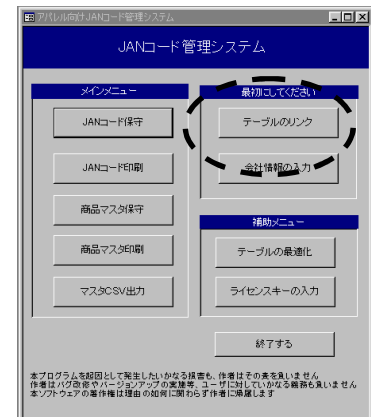 アパレル向けJANコード管理システム
JANコード管理システム
メインメニュー
JANコード保守
JANコード印刷
商品マスタ保守
商品マスタ印刷
マスタCSV出力
最初にしてください
テーブルのリンク
会社情報の入力
補助メニュー
テーブルの最適化
ライセンスキーの入力
終了する
本プログラムを起因として発生したいかなる損害も、作者はその責を負いません
作者はバグ改修やバージョンアップの実施等、ユーザに対していかなる義務も負いません
本ソフトウェアの著作権は理由の如何に関わらず作者に帰属します